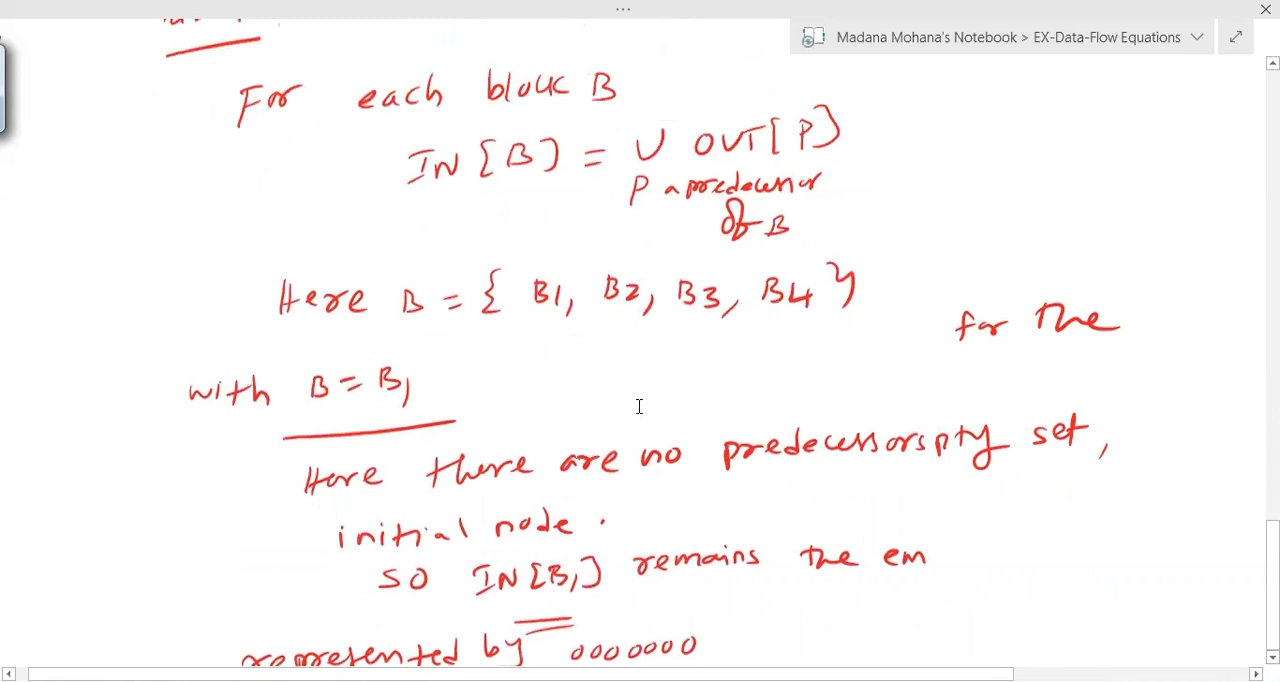 Madana Mohana's Notebook > EX-Data-Flow Equations
For each block B
IN [B] = U OUT[P]
P a predecessor
of B
Here B = { B1, B2, B3, B4 }
for the
with B = B1
Here there are no predecessorspty set,
initial node.
so IN[B1] remains the em
represented by 0000000